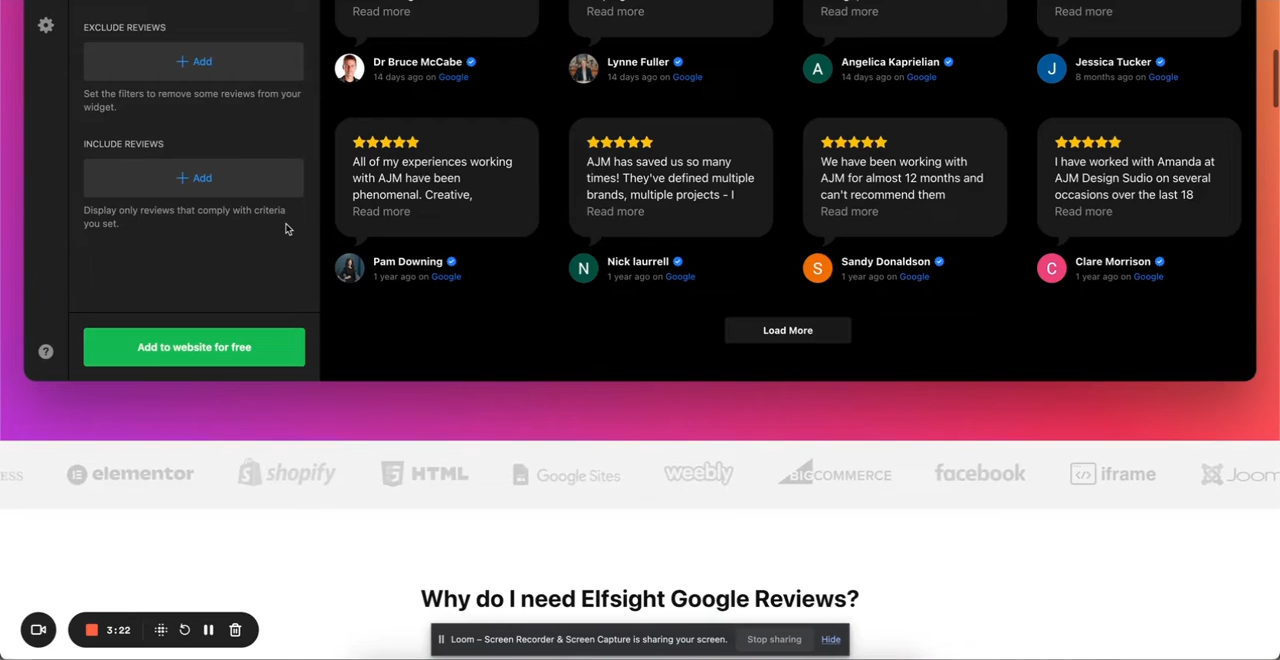 Read more
Read more
Read more
Read more
EXCLUDE REVIEWS
+ Add
Set the filters to remove some reviews from your
widget.
INCLUDE REVIEWS
+ Add
Display only reviews that comply with criteria
you set.
Add to website for free
Dr Bruce McCabe
14 days ago on Google
Lynne Fuller
14 days ago on Google
A
Angelica Kaprielian
14 days ago on Google
J
Jessica Tucker
8 months ago on Google
All of my experiences working
with AJM have been
phenomenal. Creative,
Read more
AJM has saved us so many
times! They've defined multiple
brands, multiple projects - I
Read more
We have been working with
AJM for almost 12 months and
can't recommend them
Read more
I have worked with Amanda at
AJM Design Sudio on several
occasions over the last 18
Read more
Pam Downing
1 year ago on Google
N
Nick laurrell
1 year ago on Google
S
Sandy Donaldson
1 year ago on Google
C
Clare Morrison
1 year ago on Google
Load More
?
ESS
elementor
shopify
HTML
Google Sites
weebly
BIGCOMMERCE
facebook
iframe
Joom
Why do I need Elfsight Google Reviews?
3:22
Loom – Screen Recorder & Screen Capture is sharing your screen.
Stop sharing
Hide